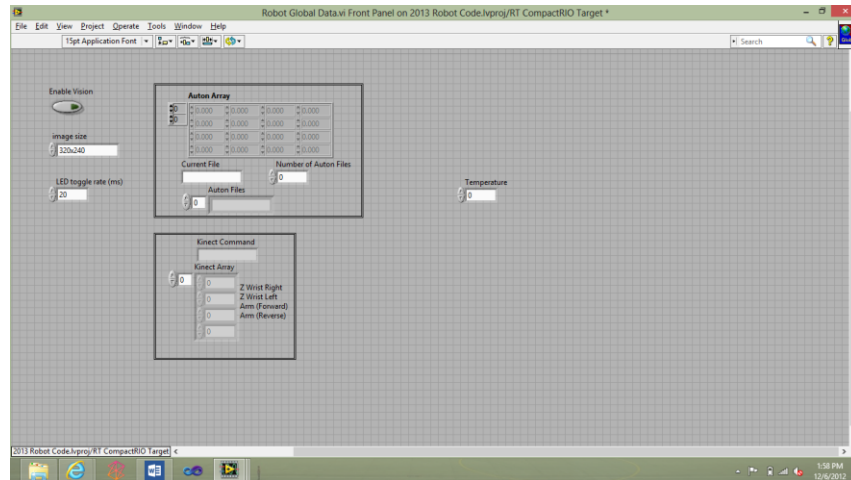 Robot Global Data.vi Front Panel on 2013 Robot Code.lvproj/RT CompactRIO Target *
File Edit View Project Operate Tools Window Help
15pt Application Font
Search
Enable Vision
image size
320x240
LED toggle rate (ms)
20
Auton Array
0 0.000 0.000 0.000 0.000
0 0.000 0.000 0.000 0.000
0.000 0.000 0.000 0.000
0.000 0.000 0.000 0.000
Current File
Number of Auton Files
0
Auton Files
0
Temperature
0
Kinect Command
Kinect Array
0
0 Z Wrist Right
0 Z Wrist Left
Arm (Forward)
0 Arm (Reverse)
0
2013 Robot Code.lvproj/RT CompactRIO Target
1:58 PM
12/6/2012